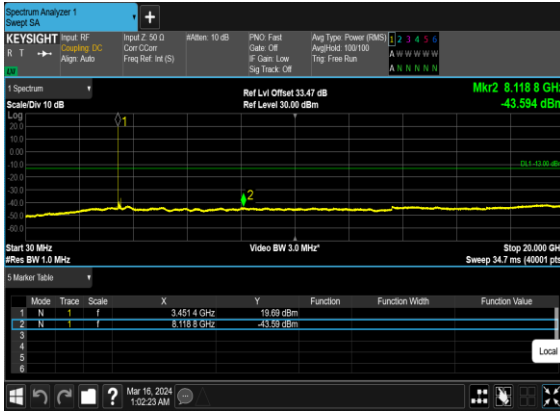 Spectrum Analyzer 1
Swept SA
+
KEYSIGHT Input: RF Input Z: 50 Ω #Atten: 10 dB PNO: Fast Avg Type: Power (RMS) 1 2 3 4 5 6
R T Coupling: DC Corr CCorr Gate: Off Avg|Hold: 100/100 A W W W W W
Align: Auto Freq Ref: Int (S) IF Gain: Low Trig: Free Run
Sig Track: Off A N N N N N
1 Spectrum Ref Lvl Offset 33.47 dB Mkr2 8.118 8 GHz
Scale/Div 10 dB Ref Level 30.00 dBm -43.594 dBm
Log
20.0
10.0
0.00
-10.0
-20.0
-30.0
-40.0
-50.0
-60.0
1
DL1 -13.00 dBm
2
Start 30 MHz Video BW 3.0 MHz* Stop 20.000 GHz
#Res BW 1.0 MHz Sweep 34.7 ms (40001 pts)
5 Marker Table
Mode Trace Scale X Y Function Function Width Function Value
1 N 1 f 3.451 4 GHz 19.69 dBm
2 N 1 f 8.118 8 GHz -43.59 dBm
3
4
5
6
Local
? Mar 16, 2024
1:02:23 AM